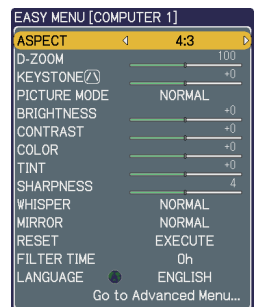 EASY MENU [COMPUTER 1]
ASPECT 4:3
D-ZOOM 100
KEYSTONE +0
PICTURE MODE NORMAL
BRIGHTNESS +0
CONTRAST +0
COLOR +0
TINT +0
SHARPNESS 4
WHISPER NORMAL
MIRROR NORMAL
RESET EXECUTE
FILTER TIME 0h
LANGUAGE ENGLISH
Go to Advanced Menu...